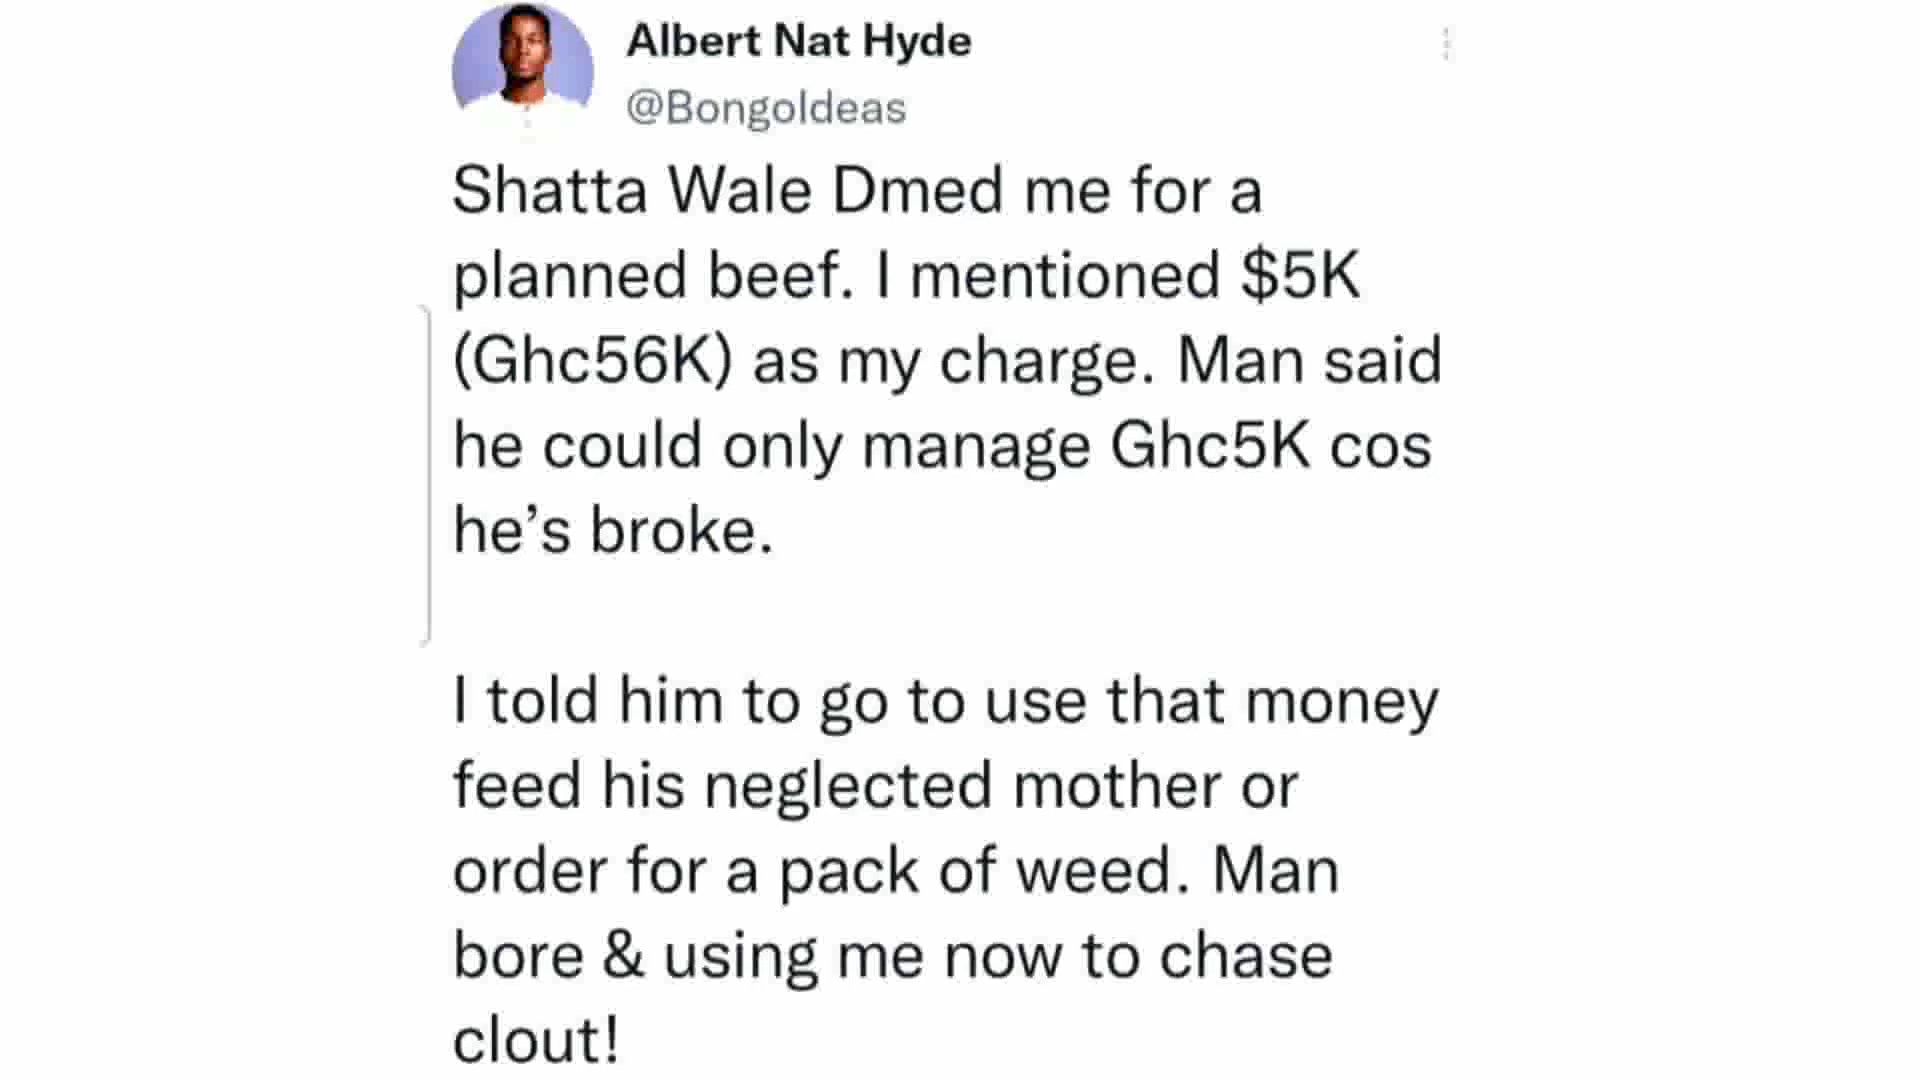 Albert Nat Hyde
@BongoIdeas
Shatta Wale Dmed me for a
planned beef. I mentioned $5K
(Ghc56K) as my charge. Man said
he could only manage Ghc5K cos
he’s broke.
I told him to go to use that money
feed his neglected mother or
order for a pack of weed. Man
bore & using me now to chase
clout!